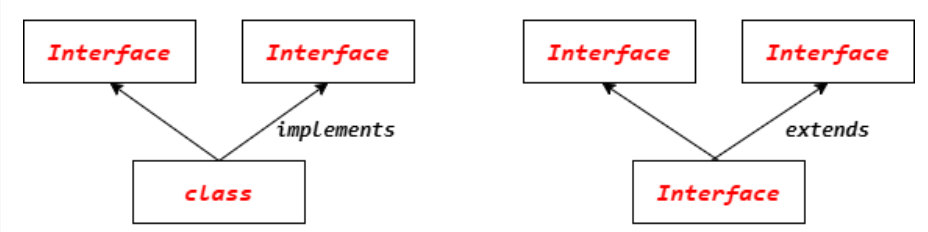 Interface Interface Interface Interface
implements extends
class Interface